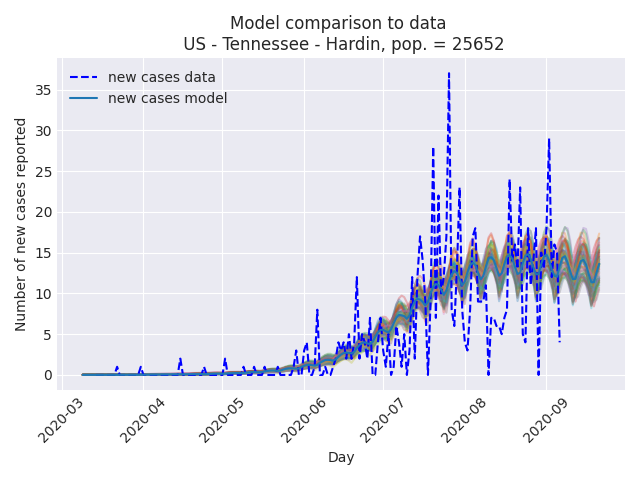 Model comparison to data
US - Tennessee - Hardin, pop. = 25652
new cases data
new cases model
Number of new cases reported
35
30
25
20
15
10
5
0
2020-03
2020-04
2020-05
2020-06
2020-07
2020-08
2020-09
Day